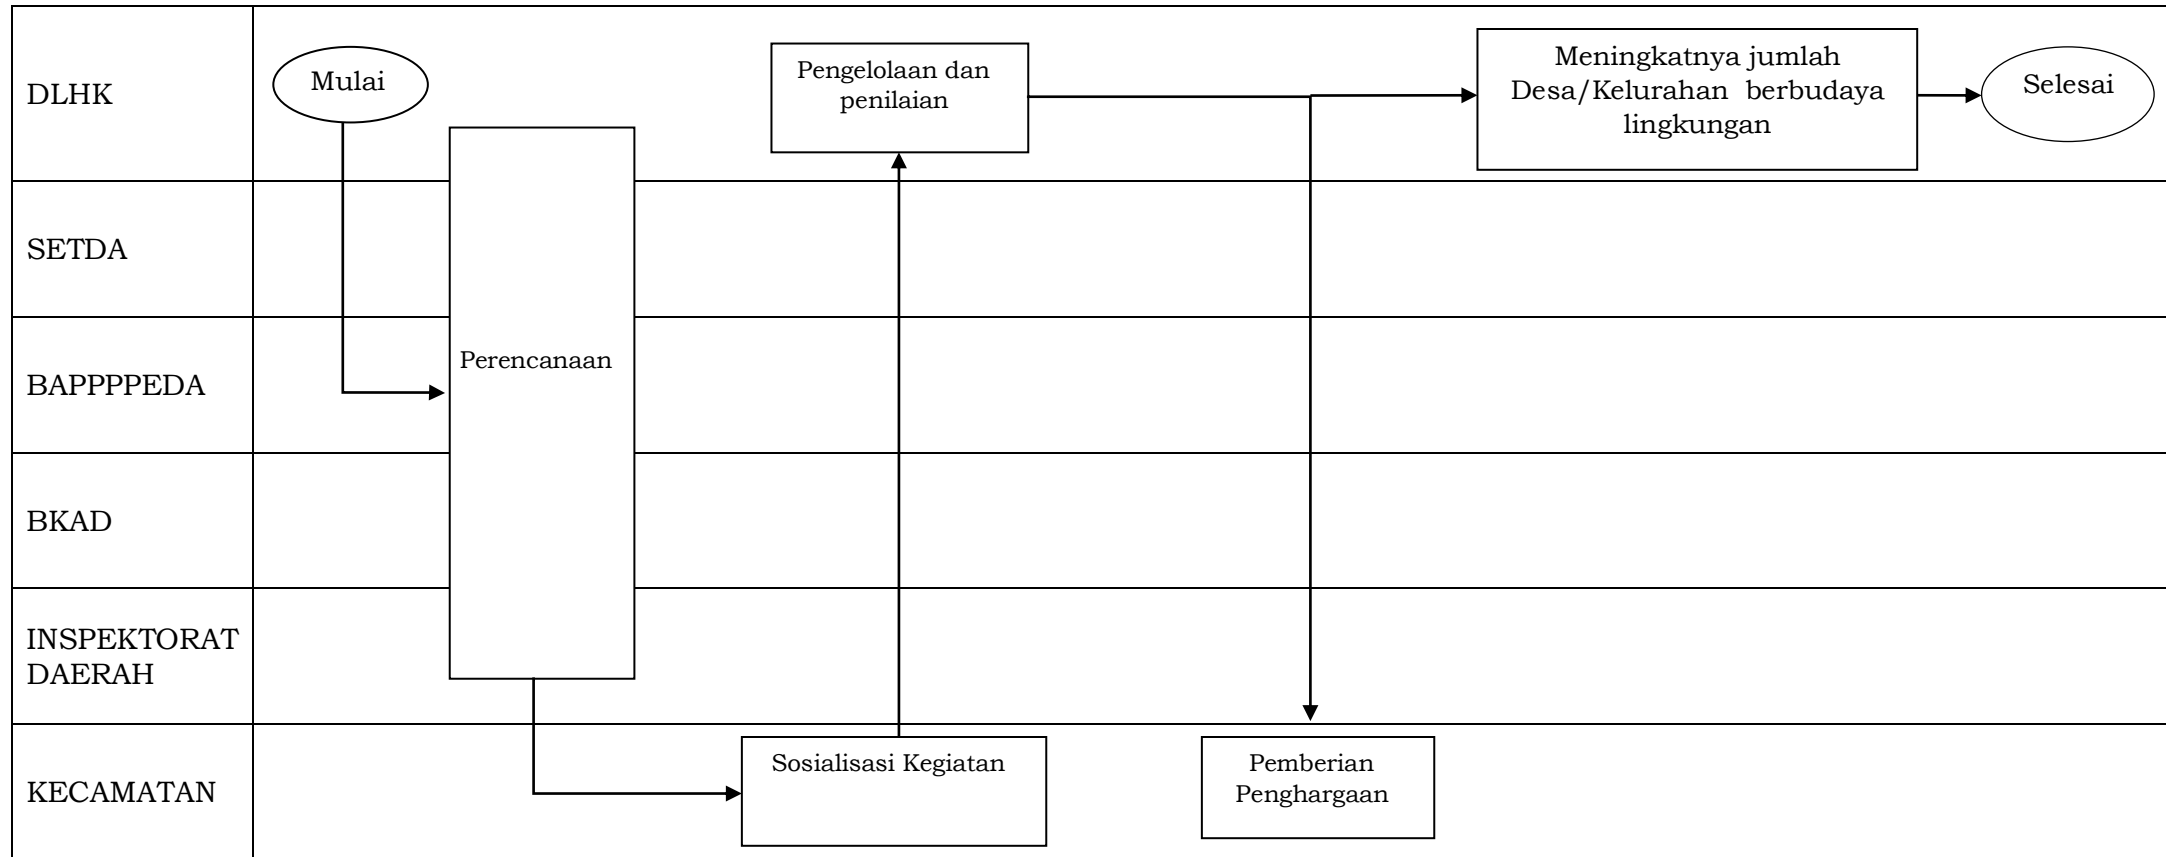 DLHK
Mulai
Pengelolaan dan
penilaian
Meningkatnya jumlah
Desa/Kelurahan berbudaya
lingkungan
Selesai
SETDA
BAPPPPEDA
Perencanaan
BKAD
INSPEKTORAT
DAERAH
KECAMATAN
Sosialisasi Kegiatan
Pemberian
Penghargaan